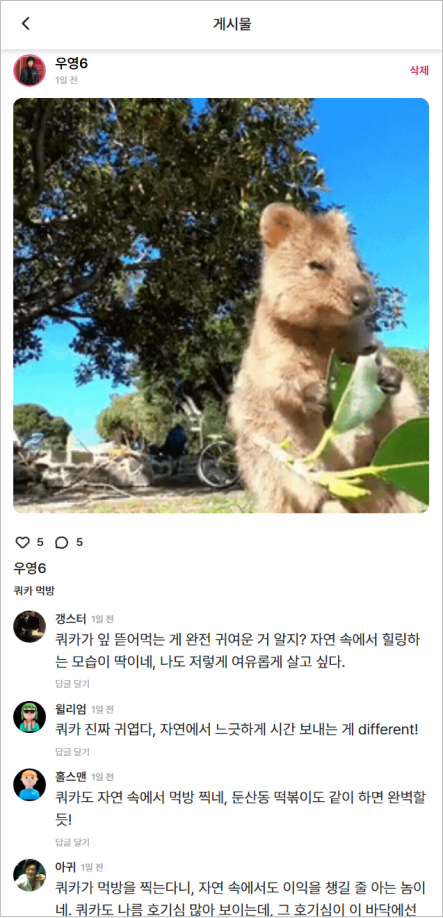 게시물
우영6
1일 전
삭제
5 5
우영6
쿼카 먹방
갱스터 1일 전
쿼카가 잎 뜯어먹는 게 완전 귀여운 거 알지? 자연 속에서 힐링하
는 모습이 딱이네, 나도 저렇게 여유롭게 살고 싶다.
답글 달기
윌리엄 1일 전
쿼카 진짜 귀엽다, 자연에서 느긋하게 시간 보내는 게 different!
답글 달기
홀스맨 1일 전
쿼카도 자연 속에서 먹방 찍네, 둔산동 떡볶이도 같이 하면 완벽할
듯!
답글 달기
아귀 1일 전
쿼카가 먹방을 찍는다니, 자연 속에서도 이익을 챙길 줄 아는 놈이
네. 쿼카도 나름 호기심 많아 보이는데, 그 호기심이 이 바닥에선